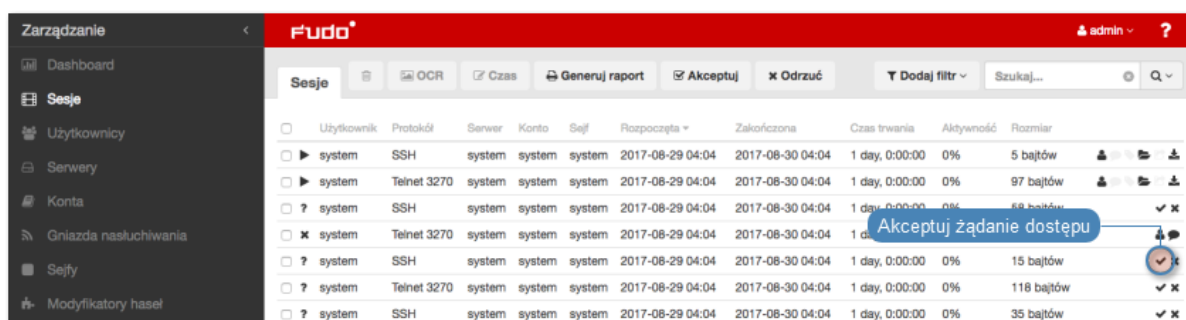 Zarządzanie
Fudo
admin
?
Dashboard
Sesje
Użytkownicy
Serwery
Konta
Gniazda nasłuchiwania
Sejfy
Modyfikatory haseł
Sesje
OCR
Czas
Generuj raport
Akceptuj
Odrzuć
Dodaj filtr
Szukaj...
Użytkownik Protokół Serwer Konto Sejf Rozpoczęta Zakończona Czas trwania Aktywność Rozmiar
system SSH system system system 2017-08-29 04:04 2017-08-30 04:04 1 day, 0:00:00 0% 5 bajtów
system Telnet 3270 system system system 2017-08-29 04:04 2017-08-30 04:04 1 day, 0:00:00 0% 97 bajtów
? system SSH system system system 2017-08-29 04:04 2017-08-30 04:04 1 day, 0:00:00 0% 58 bajtów
system Telnet 3270 system system system 2017-08-29 04:04 2017-08-30 04:04
Akceptuj żądanie dostępu
? system SSH system system system 2017-08-29 04:04 2017-08-30 04:04 1 day, 0:00:00 0% 15 bajtów
? system Telnet 3270 system system system 2017-08-29 04:04 2017-08-30 04:04 1 day, 0:00:00 0% 118 bajtów
? system SSH system system system 2017-08-29 04:04 2017-08-30 04:04 1 day, 0:00:00 0% 35 bajtów